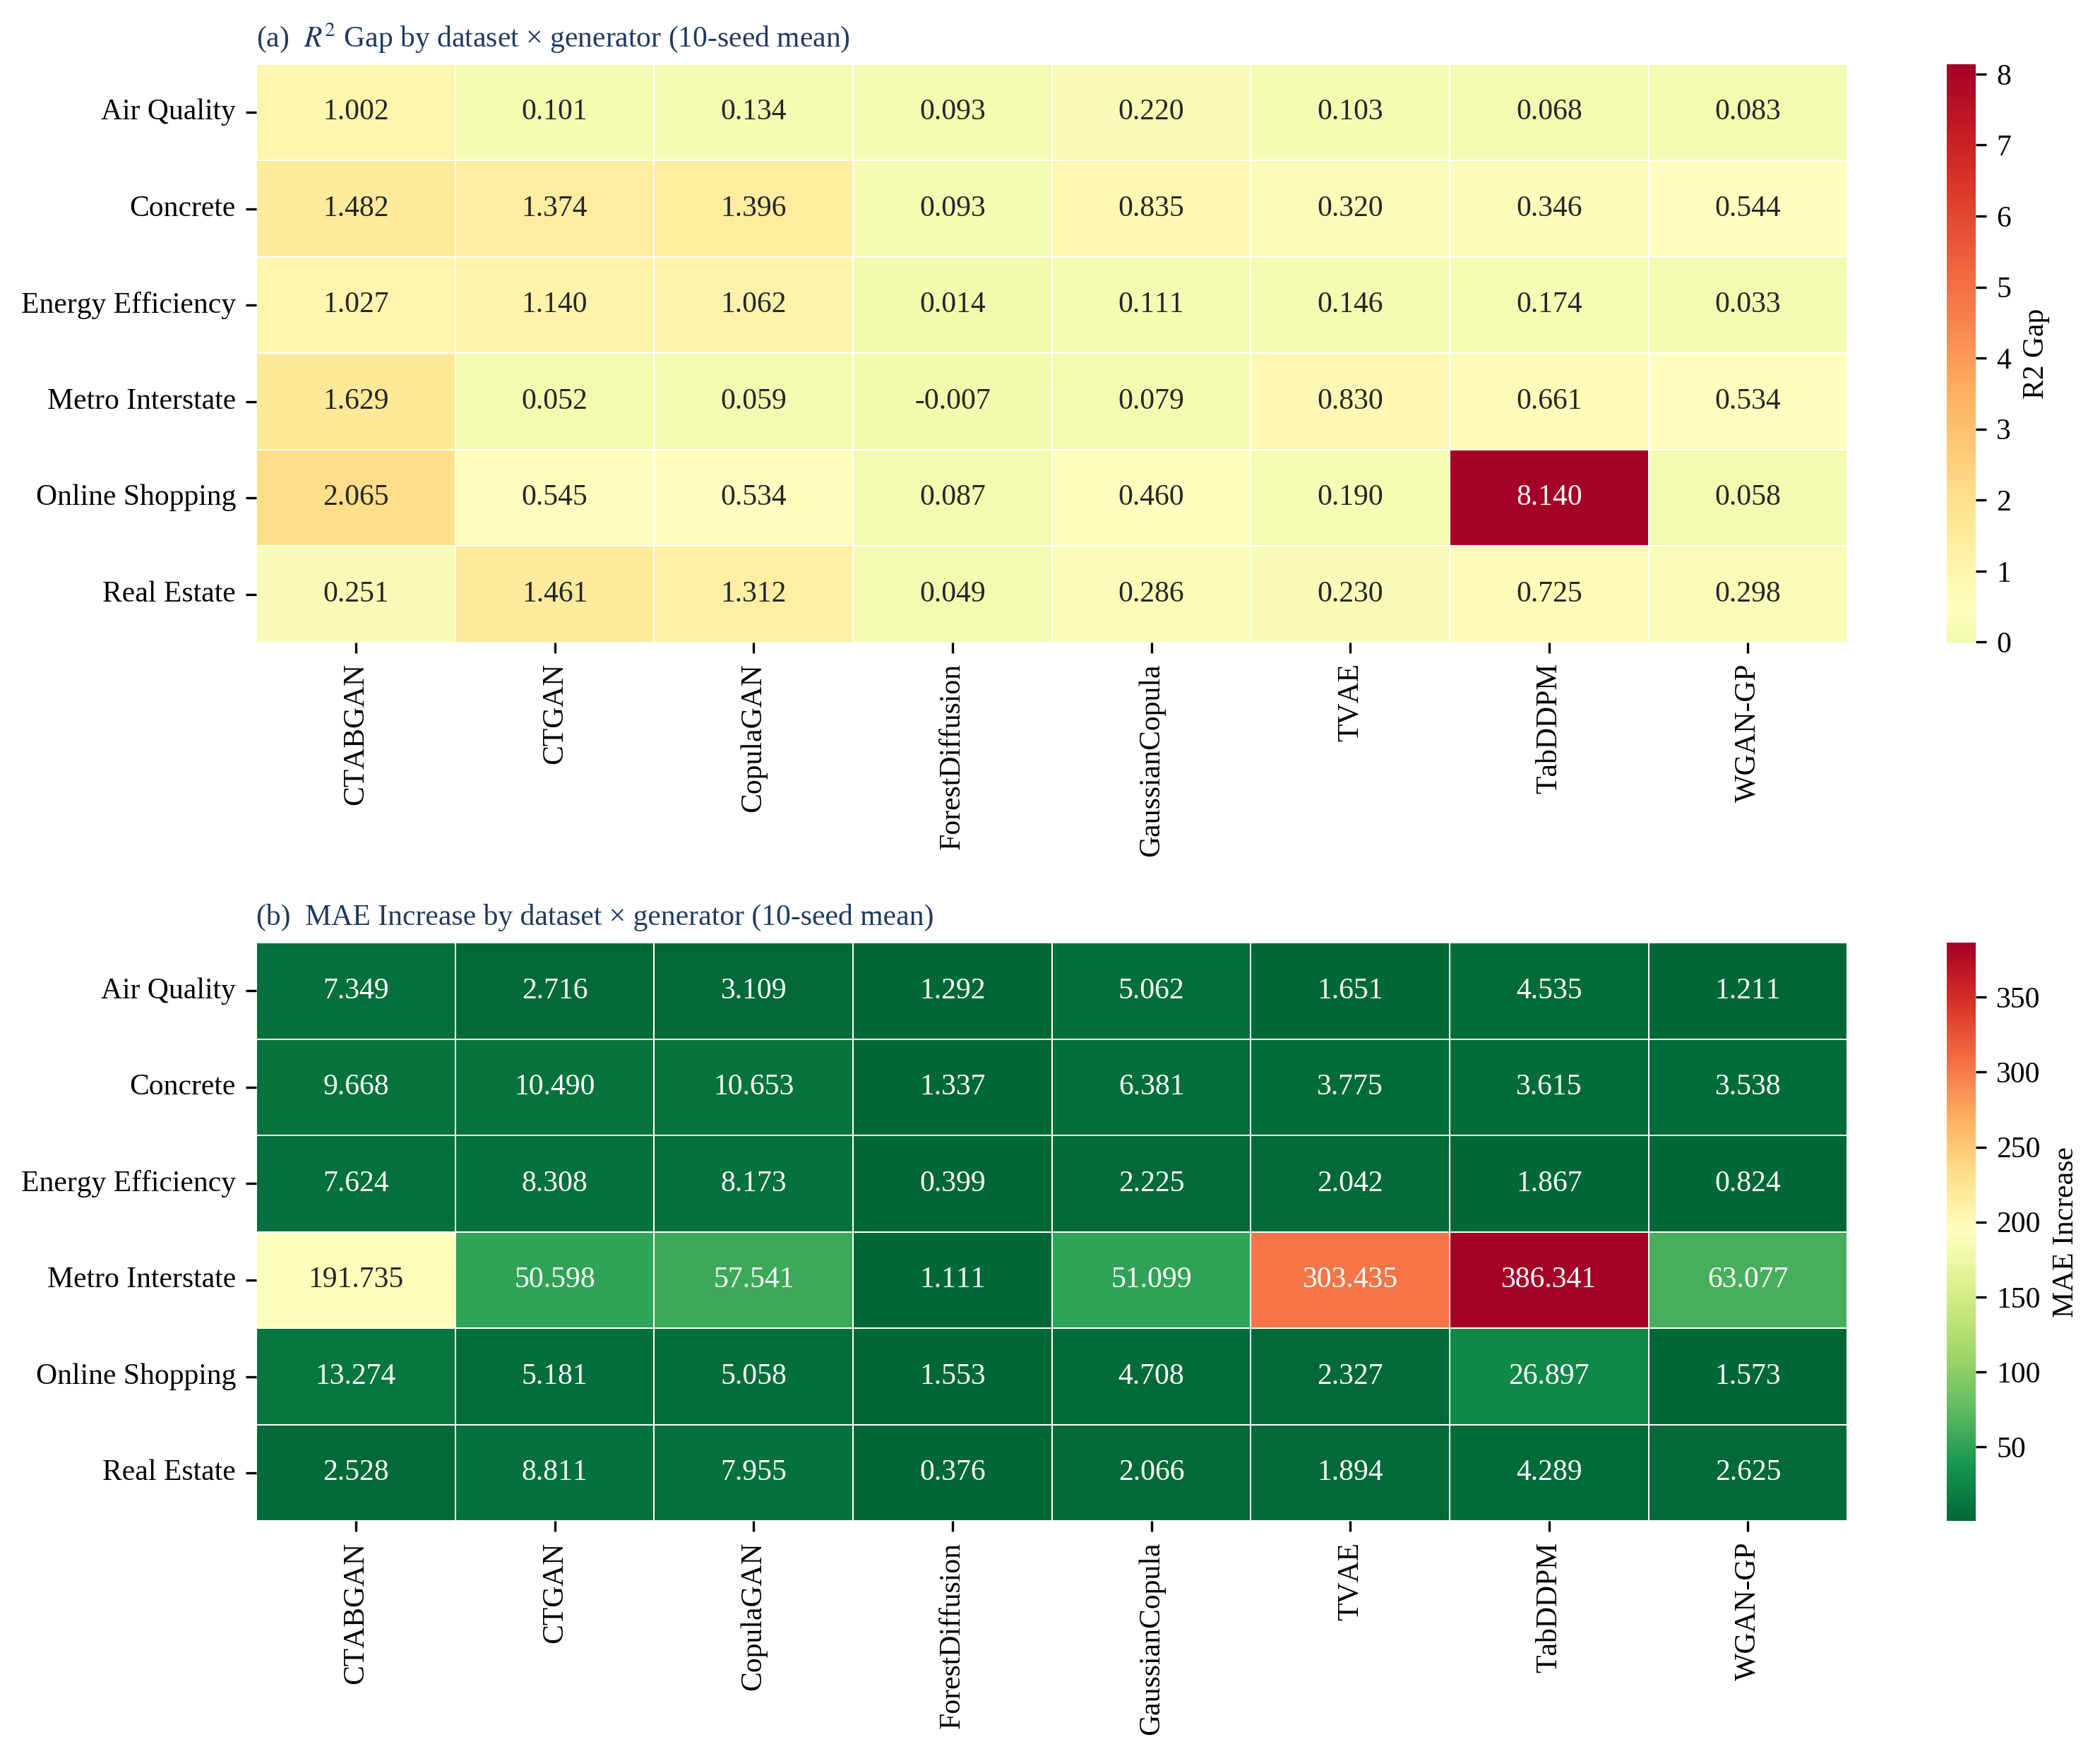 (a) R² Gap by dataset × generator (10-seed mean)
Air Quality 1.002 0.101 0.134 0.093 0.220 0.103 0.068 0.083
Concrete 1.482 1.374 1.396 0.093 0.835 0.320 0.346 0.544
Energy Efficiency 1.027 1.140 1.062 0.014 0.111 0.146 0.174 0.033
Metro Interstate 1.629 0.052 0.059 -0.007 0.079 0.830 0.661 0.534
Online Shopping 2.065 0.545 0.534 0.087 0.460 0.190 8.140 0.058
Real Estate 0.251 1.461 1.312 0.049 0.286 0.230 0.725 0.298
CTABGAN CTGAN CopulaGAN ForestDiffusion GaussianCopula TVAE TabDDPM WGAN-GP
8
7
6
5
4
3
2
1
0
R2 Gap
(b) MAE Increase by dataset × generator (10-seed mean)
Air Quality 7.349 2.716 3.109 1.292 5.062 1.651 4.535 1.211
Concrete 9.668 10.490 10.653 1.337 6.381 3.775 3.615 3.538
Energy Efficiency 7.624 8.308 8.173 0.399 2.225 2.042 1.867 0.824
Metro Interstate 191.735 50.598 57.541 1.111 51.099 303.435 386.341 63.077
Online Shopping 13.274 5.181 5.058 1.553 4.708 2.327 26.897 1.573
Real Estate 2.528 8.811 7.955 0.376 2.066 1.894 4.289 2.625
CTABGAN CTGAN CopulaGAN ForestDiffusion GaussianCopula TVAE TabDDPM WGAN-GP
350
300
250
200
150
100
50
MAE Increase